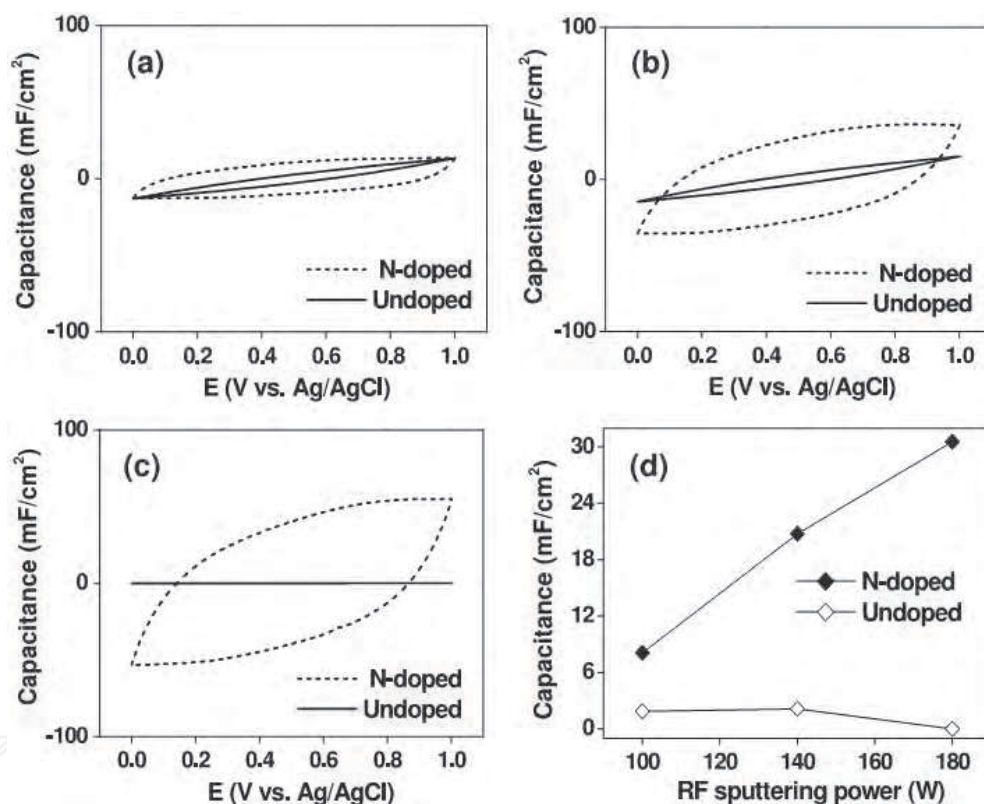 (a)
100
0
-100
Capacitance (mF/cm²)
N-doped
Undoped
0.0 0.2 0.4 0.6 0.8 1.0
E (V vs. Ag/AgCl)
(b)
100
0
-100
Capacitance (mF/cm²)
N-doped
Undoped
0.0 0.2 0.4 0.6 0.8 1.0
E (V vs. Ag/AgCl)
(c)
100
0
-100
Capacitance (mF/cm²)
N-doped
Undoped
0.0 0.2 0.4 0.6 0.8 1.0
E (V vs. Ag/AgCl)
(d)
30
24
18
12
6
0
Capacitance (mF/cm²)
N-doped
Undoped
100 120 140 160 180
RF sputtering power (W)